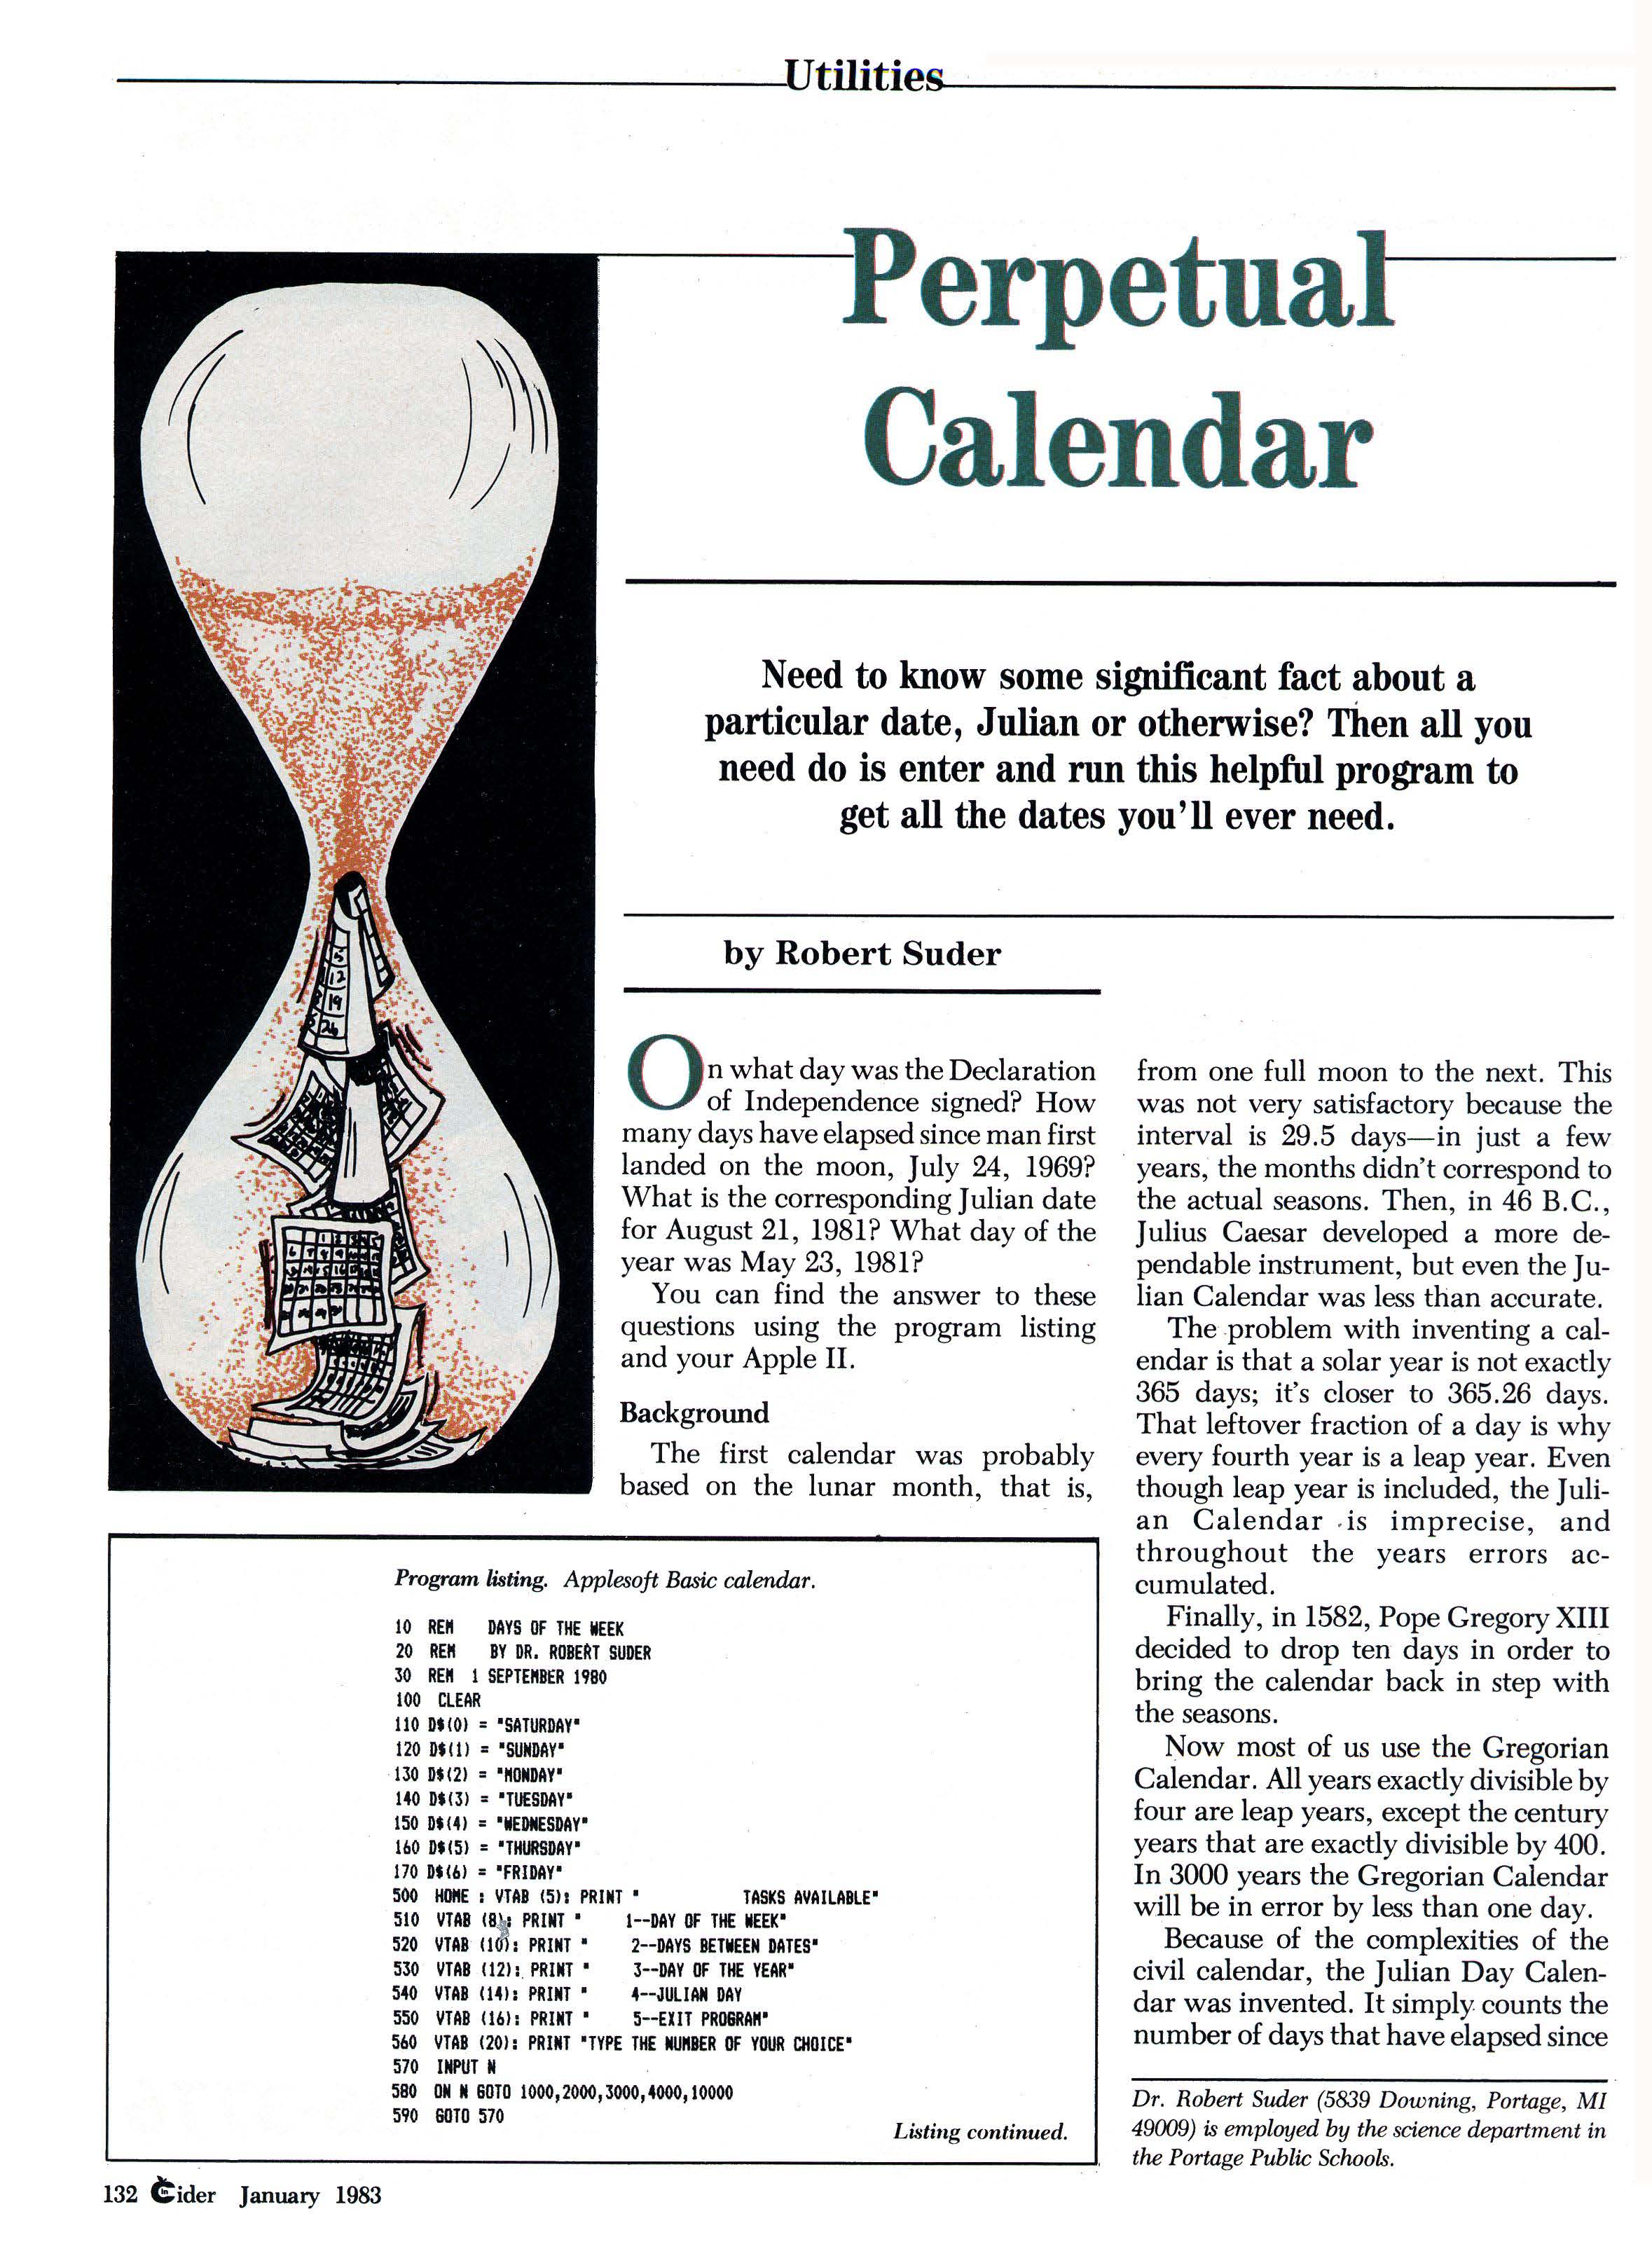 Utilities
Perpetual
Calendar
Need to know some significant fact about a
particular date, Julian or otherwise? Then all you
need do is enter and run this helpful program to
get all the dates you'll ever need.
by Robert Suder
On what day was the Declaration
of Independence signed? How
many days have elapsed since man first
landed on the moon, July 24, 1969?
What is the corresponding Julian date
for August 21, 1981? What day of the
year was May 23, 1981?
You can find the answer to these
questions using the program listing
and your Apple II.
Background
The first calendar was probably
based on the lunar month, that is,
from one full moon to the next. This
was not very satisfactory because the
interval is 29.5 days—in just a few
years, the months didn't correspond to
the actual seasons. Then, in 46 B.C.,
Julius Caesar developed a more de-
pendable instrument, but even the Ju-
lian Calendar was less than accurate.
The problem with inventing a cal-
endar is that a solar year is not exactly
365 days; it's closer to 365.26 days.
That leftover fraction of a day is why
every fourth year is a leap year. Even
though leap year is included, the Juli-
an Calendar is imprecise, and
throughout the years errors ac-
cumulated.
Finally, in 1582, Pope Gregory XIII
decided to drop ten days in order to
bring the calendar back in step with
the seasons.
Now most of us use the Gregorian
Calendar. All years exactly divisible by
four are leap years, except the century
years that are exactly divisible by 400.
In 3000 years the Gregorian Calendar
will be in error by less than one day.
Because of the complexities of the
civil calendar, the Julian Day Calen-
dar was invented. It simply counts the
number of days that have elapsed since
Dr. Robert Suder (5839 Downing, Portage, MI
49009) is employed by the science department in
the Portage Public Schools.
Program listing. Applesoft Basic calendar.
10 REM DAYS OF THE WEEK
20 REM BY DR. ROBERT SUDER
30 REM 1 SEPTEMBER 1980
100 CLEAR
110 D$(0) = "SATURDAY"
120 D$(1) = "SUNDAY"
130 D$(2) = "MONDAY"
140 D$(3) = "TUESDAY"
150 D$(4) = "WEDNESDAY"
160 D$(5) = "THURSDAY"
170 D$(6) = "FRIDAY"
500 HOME : VTAB (5): PRINT " TASKS AVAILABLE"
510 VTAB (8): PRINT " 1--DAY OF THE WEEK"
520 VTAB (10): PRINT " 2--DAYS BETWEEN DATES"
530 VTAB (12): PRINT " 3--DAY OF THE YEAR"
540 VTAB (14): PRINT " 4--JULIAN DAY
550 VTAB (16): PRINT " 5--EXIT PROGRAM"
560 VTAB (20): PRINT "TYPE THE NUMBER OF YOUR CHOICE"
570 INPUT N
580 ON N GOTO 1000,2000,3000,4000,10000
590 GOTO 570
Listing continued.
132 inCider January 1983
5
12
19
26